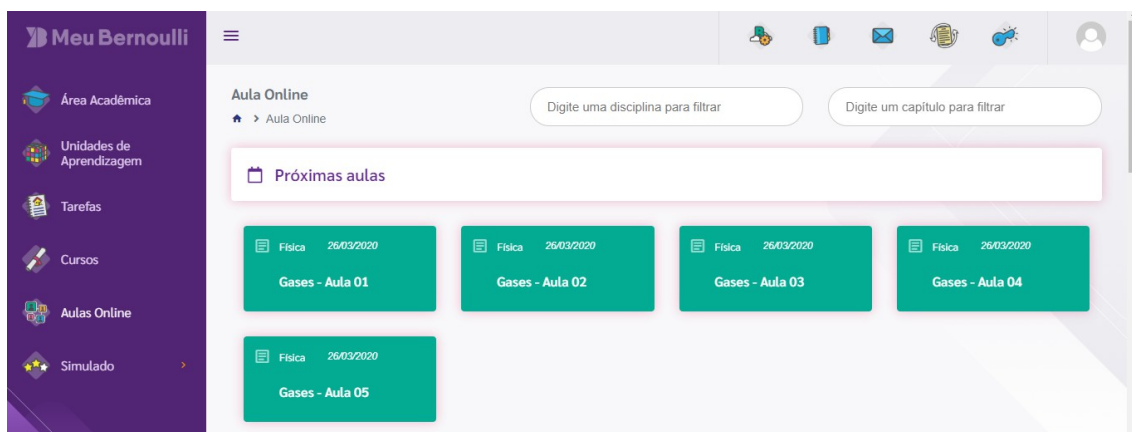 Meu Bernoulli
Área Acadêmica
Unidades de
Aprendizagem
Tarefas
Cursos
Aulas Online
Simulado >
Aula Online
> Aula Online
Digite uma disciplina para filtrar
Digite um capítulo para filtrar
Próximas aulas
Física 26/03/2020
Gases - Aula 01
Física 26/03/2020
Gases - Aula 02
Física 26/03/2020
Gases - Aula 03
Física 26/03/2020
Gases - Aula 04
Física 26/03/2020
Gases - Aula 05